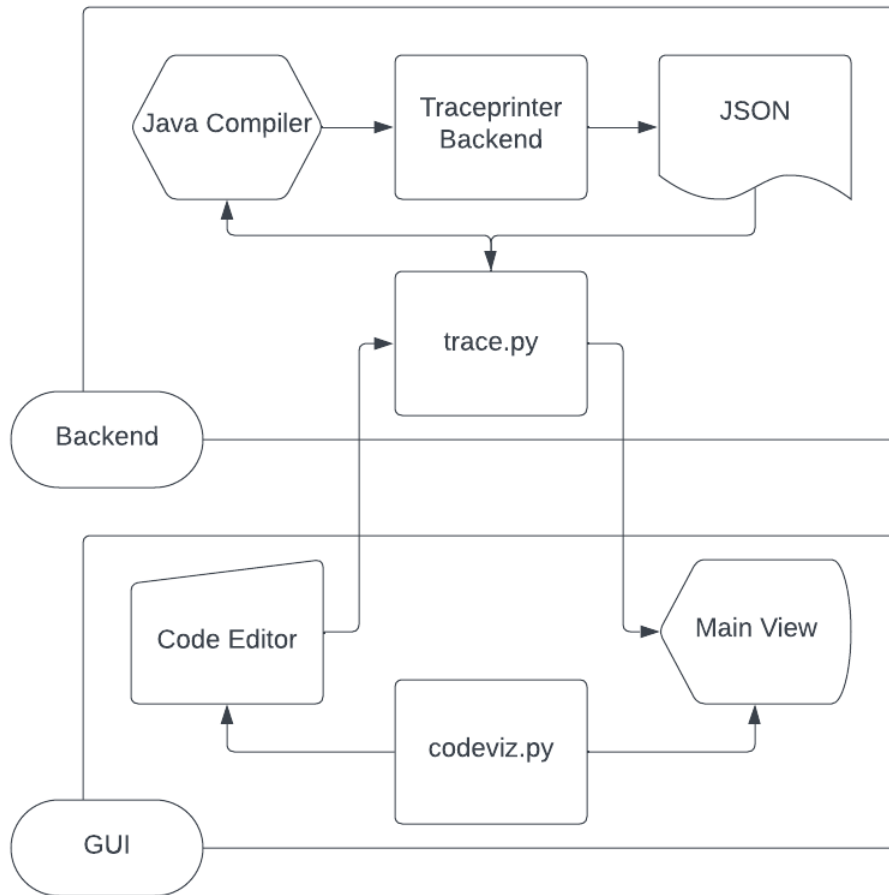 Java Compiler
Traceprinter
Backend
JSON
trace.py
Backend
Code Editor
Main View
codeviz.py
GUI